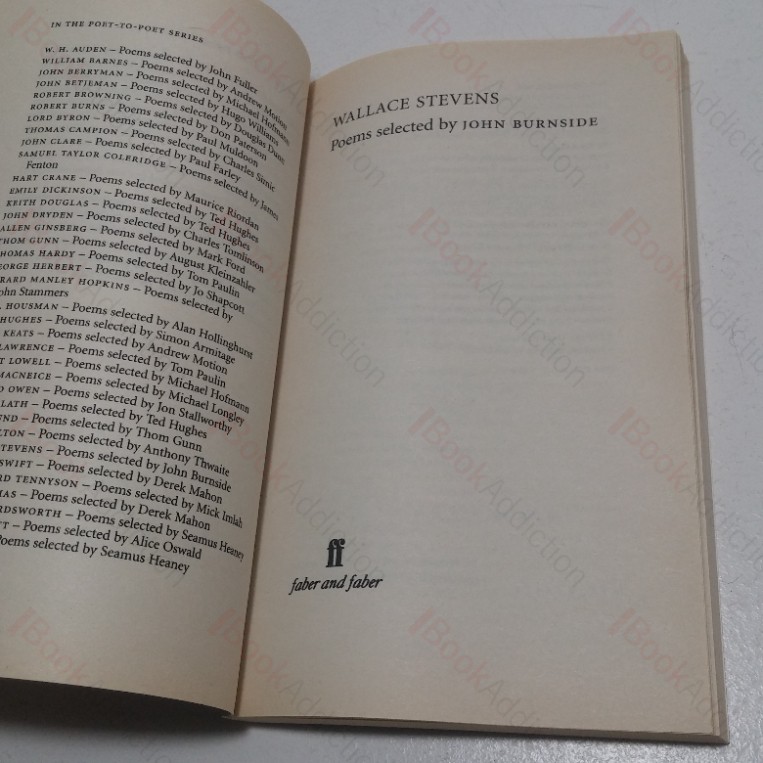 IN THE POET-TO-POET SERIES
W. H. AUDEN – Poems selected by John Fuller
WILLIAM BARNES – Poems selected by Andrew Motion
JOHN BERRYMAN – Poems selected by Michael Hofmann
JOHN BETJEMAN – Poems selected by Hugo Williams
ROBERT BROWNING – Poems selected by Douglas Dunn
ROBERT BURNS – Poems selected by Don Paterson
LORD BYRON – Poems selected by Paul Muldoon
THOMAS CAMPION – Poems selected by Charles Simic
JOHN CLARE – Poems selected by Paul Farley
SAMUEL TAYLOR COLERIDGE – Poems selected by James
Fenton
HART CRANE – Poems selected by Maurice Riordan
EMILY DICKINSON – Poems selected by Ted Hughes
KEITH DOUGLAS – Poems selected by Ted Hughes
JOHN DRYDEN – Poems selected by Charles Tomlinson
ALLEN GINSBERG – Poems selected by Mark Ford
THOM GUNN – Poems selected by August Kleinzahler
HOMAS HARDY – Poems selected by Tom Paulin
EORGE HERBERT – Poems selected by Jo Shapcott
RARD MANLEY HOPKINS – Poems selected by
ohn Stammers
. HOUSMAN – Poems selected by Alan Hollinghurst
HUGHES – Poems selected by Simon Armitage
KEATS – Poems selected by Andrew Motion
LAWRENCE – Poems selected by Tom Paulin
T LOWELL – Poems selected by Michael Hofmann
MACNEICE – Poems selected by Michael Longley
D OWEN – Poems selected by Jon Stallworthy
LATH – Poems selected by Ted Hughes
UND – Poems selected by Thom Gunn
LTON – Poems selected by Anthony Thwaite
STEVENS – Poems selected by John Burnside
SWIFT – Poems selected by Derek Mahon
RD TENNYSON – Poems selected by Mick Imlah
MAS – Poems selected by Derek Mahon
RDSWORTH – Poems selected by Seamus Heaney
TT – Poems selected by Alice Oswald
Poems selected by Seamus Heaney
WALLACE STEVENS
Poems selected by JOHN BURNSIDE
ff
faber and faber
BookAddiction